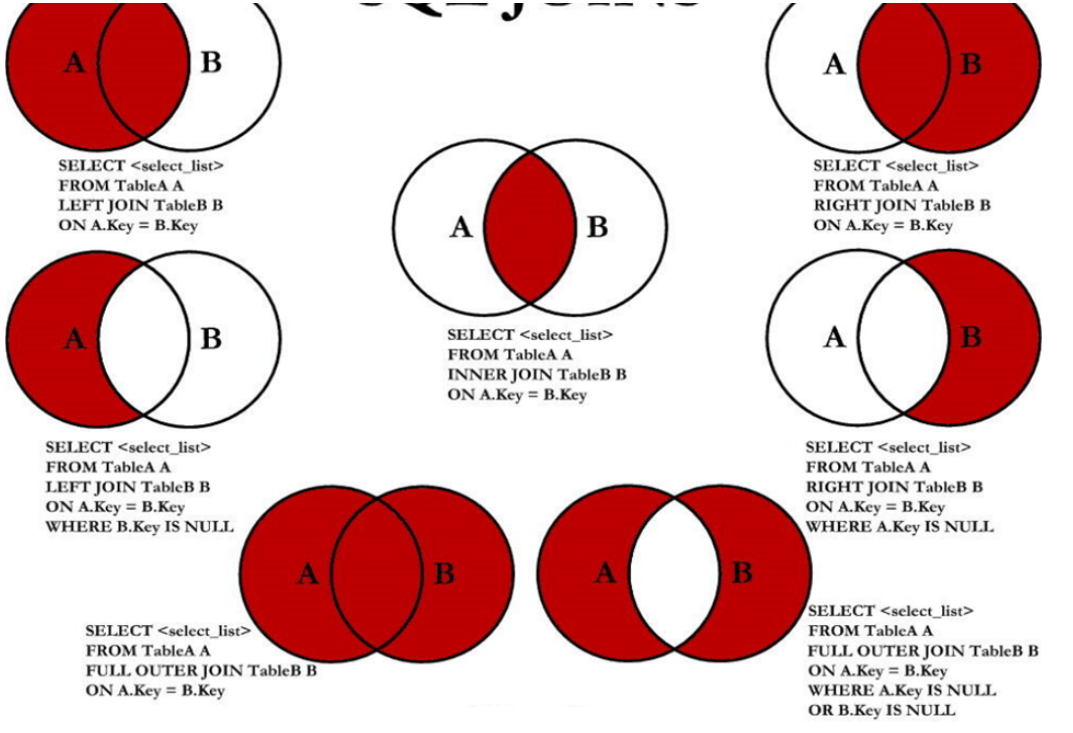 SQL JOINS
A B
SELECT <select_list>
FROM TableA A
LEFT JOIN TableB B
ON A.Key = B.Key
A B
SELECT <select_list>
FROM TableA A
RIGHT JOIN TableB B
ON A.Key = B.Key
A B
SELECT <select_list>
FROM TableA A
INNER JOIN TableB B
ON A.Key = B.Key
A B
SELECT <select_list>
FROM TableA A
LEFT JOIN TableB B
ON A.Key = B.Key
WHERE B.Key IS NULL
A B
SELECT <select_list>
FROM TableA A
RIGHT JOIN TableB B
ON A.Key = B.Key
WHERE A.Key IS NULL
A B
SELECT <select_list>
FROM TableA A
FULL OUTER JOIN TableB B
ON A.Key = B.Key
A B
SELECT <select_list>
FROM TableA A
FULL OUTER JOIN TableB B
ON A.Key = B.Key
WHERE A.Key IS NULL
OR B.Key IS NULL